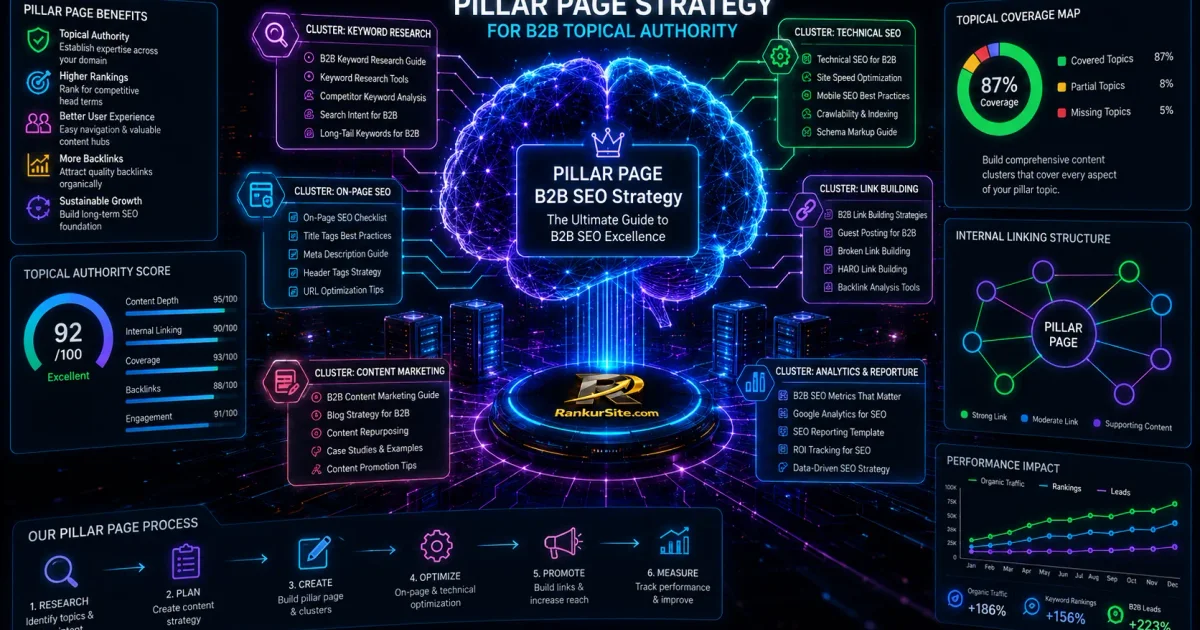 PILLAR PAGE STRATEGY
FOR B2B TOPICAL AUTHORITY
PILLAR PAGE BENEFITS
Topical Authority
Establish expertise across
your domain
Higher Rankings
Rank for competitive
head terms
Better User Experience
Easy navigation & valuable
content hubs
More Backlinks
Attract quality backlinks
organically
Sustainable Growth
Build long-term SEO
foundation
TOPICAL AUTHORITY SCORE
92
/100
Excellent
Content Depth 95/100
Internal Linking 90/100
Coverage 93/100
Backlinks 88/100
Engagement 91/100
CLUSTER: KEYWORD RESEARCH
B2B Keyword Research Guide
Keyword Research Tools
Competitor Keyword Analysis
Search Intent for B2B
Long-Tail Keywords for B2B
CLUSTER: ON-PAGE SEO
On-Page SEO Checklist
Title Tags Best Practices
Meta Description Guide
Header Tags Strategy
URL Optimization Tips
CLUSTER: CONTENT MARKETING
B2B Content Marketing Guide
Blog Strategy for B2B
Content Repurposing
Case Studies & Examples
Content Promotion Tips
PILLAR PAGE
B2B SEO Strategy
The Ultimate Guide to
B2B SEO Excellence
R
RankurSite.com
CLUSTER: TECHNICAL SEO
Technical SEO for B2B
Site Speed Optimization
Mobile SEO Best Practices
Crawlability & Indexing
Schema Markup Guide
CLUSTER: LINK BUILDING
B2B Link Building Strategies
Guest Posting for B2B
Broken Link Building
HARO Link Building
Backlink Analysis Tools
CLUSTER: ANALYTICS & REPORTURE
B2B SEO Metrics That Matter
Google Analytics for SEO
SEO Reporting Template
ROI Tracking for SEO
Data-Driven SEO Strategy
TOPICAL COVERAGE MAP
87%
Coverage
Covered Topics 87%
Partial Topics 8%
Missing Topics 5%
Build comprehensive content
clusters that cover every aspect
of your pillar topic.
INTERNAL LINKING STRUCTURE
PILLAR
PAGE
Strong Link Moderate Link Supporting Content
PERFORMANCE IMPACT
Organic Traffic Rankings Leads
100K
75K
25K
0
Jan Feb Mar Apr May Jun Jul Aug Sep Oct Nov Dec
Organic Traffic
+186%
Keyword Rankings
+156%
B2B Leads
+223%
OUR PILLAR PAGE PROCESS
1. RESEARCH
Identify topics &
2. PLAN
Create content
strategy
3. CREATE
Build pillar page
& clusters
4. OPTIMIZE
On-page & technical
optimization
5. PROMOTE
Build links &
increase reach
6. MEASURE
Track performance
& improve